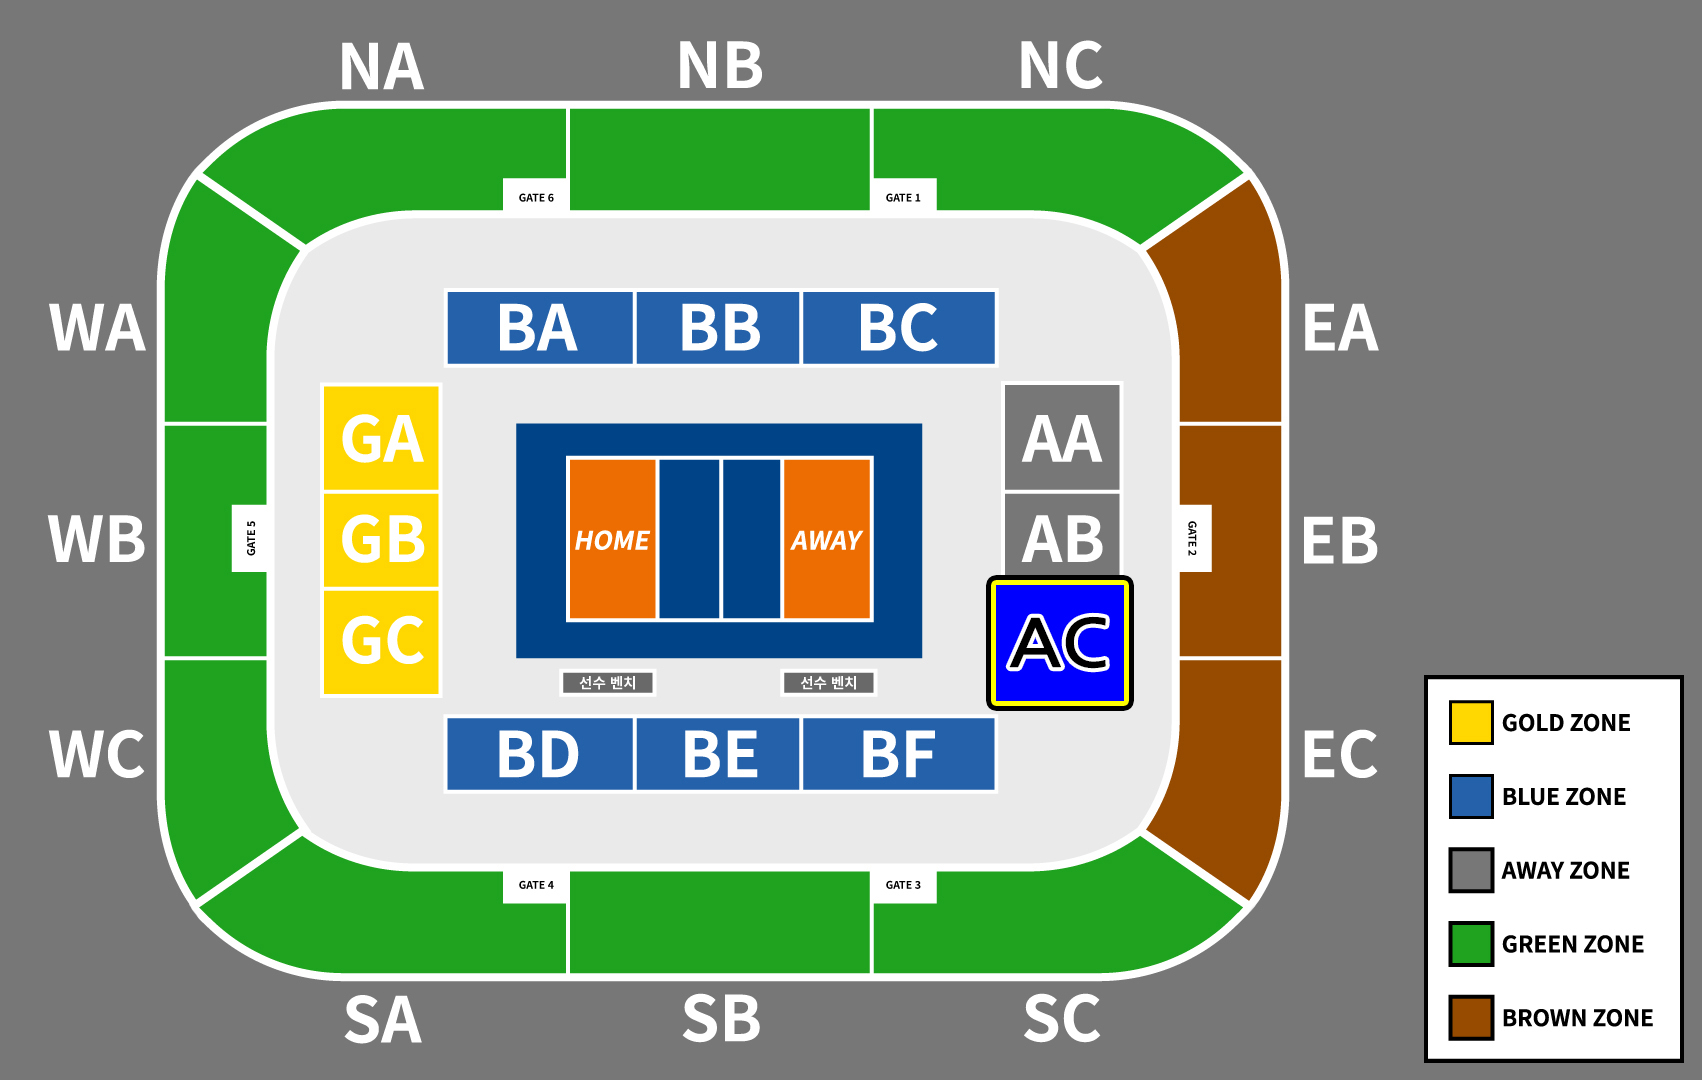 NA
NB
NC
GATE 6
GATE 1
WA
BA
BB
BC
EA
GA
AA
WB
GATE 5
GB
HOME
AWAY
AB
GATE 2
EB
GC
AC
선수 벤치
선수 벤치
WC
BD
BE
BF
EC
GATE 4
GATE 3
SA
SB
SC
GOLD ZONE
BLUE ZONE
AWAY ZONE
GREEN ZONE
BROWN ZONE